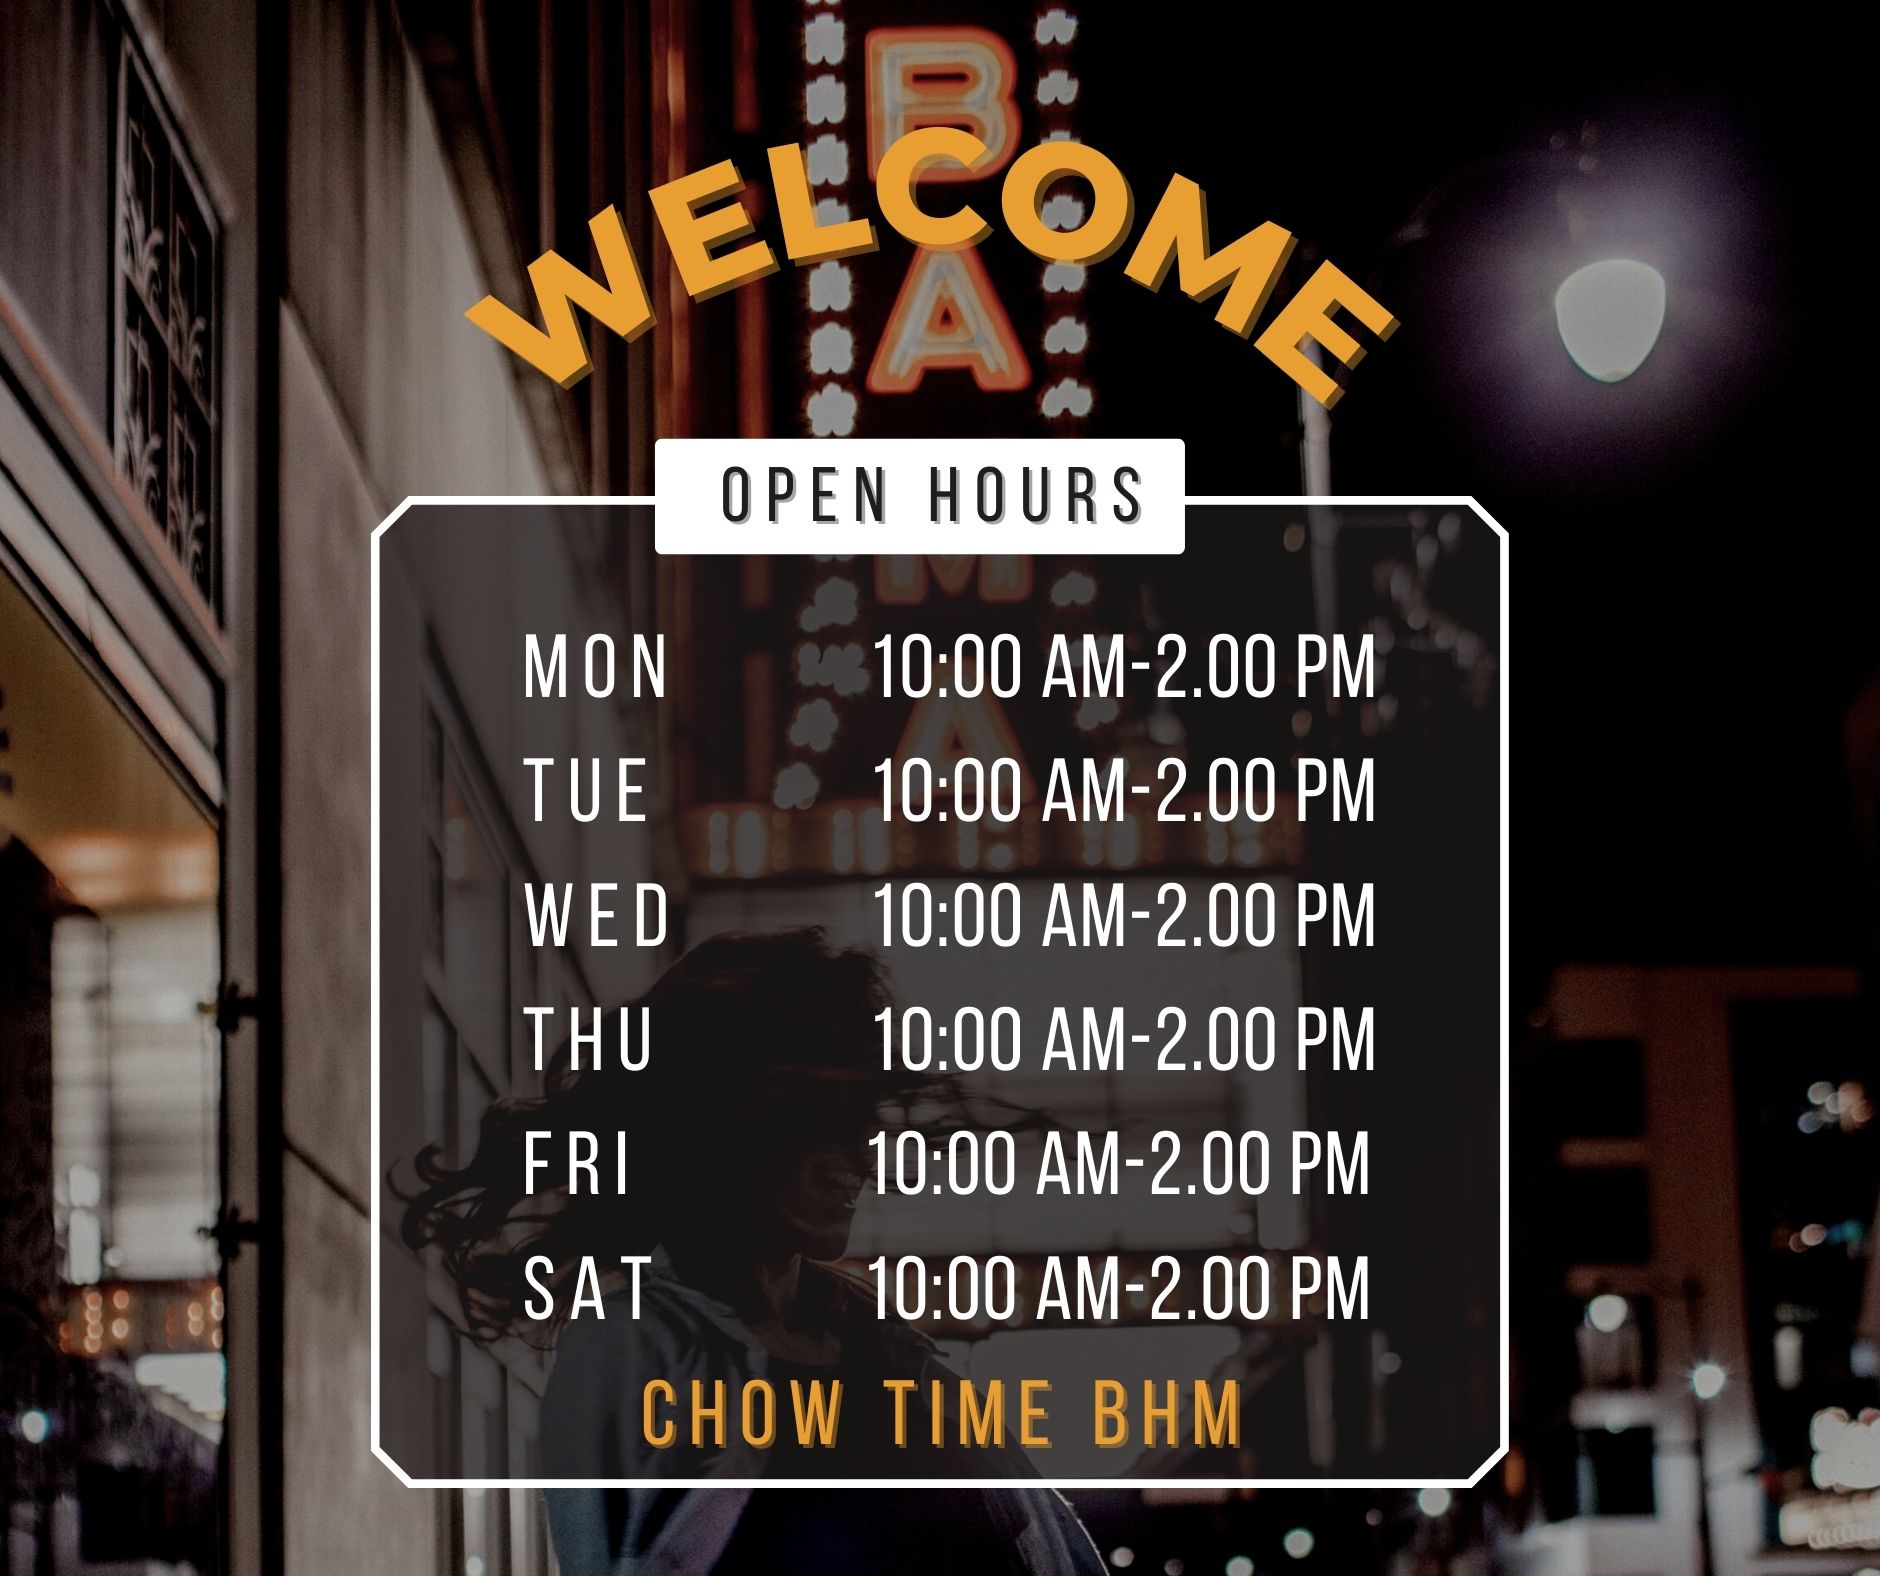 BA
WELCOME
OPEN HOURS
MA
MON 10:00 AM-2.00 PM
TUE 10:00 AM-2.00 PM
WED 10:00 AM-2.00 PM
THU 10:00 AM-2.00 PM
FRI 10:00 AM-2.00 PM
SAT 10:00 AM-2.00 PM
CHOW TIME BHM